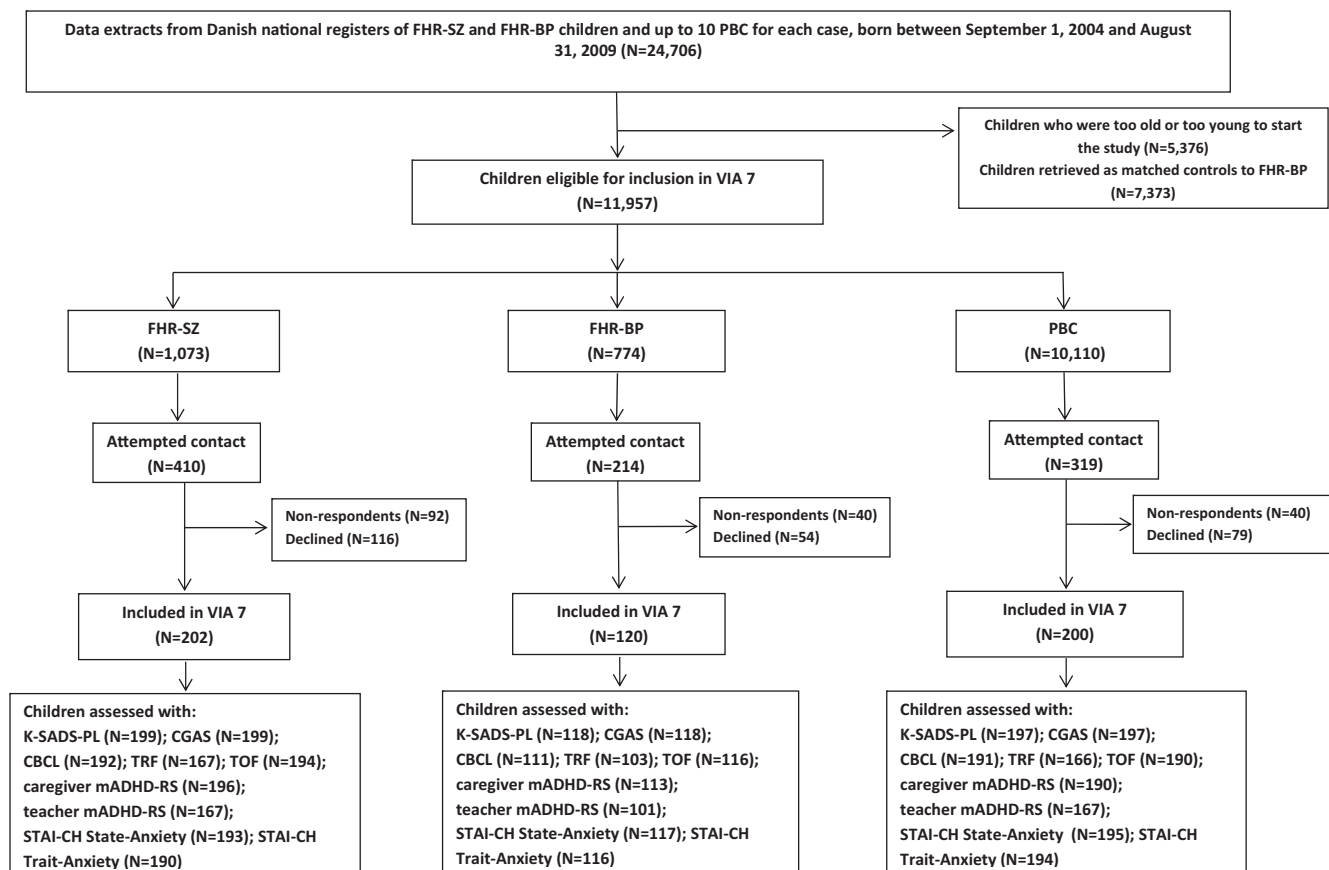 Data extracts from Danish national registers of FHR-SZ and FHR-BP children and up to 10 PBC for each case, born between September 1, 2004 and August
31, 2009 (N=24,706)
Children who were too old or too young to start
the study (N=5,376)
Children retrieved as matched controls to FHR-BP
(N=7,373)
Children eligible for inclusion in VIA 7
(N=11,957)
FHR-SZ
(N=1,073)
FHR-BP
(N=774)
PBC
(N=10,110)
Attempted contact
(N=410)
Attempted contact
(N=214)
Attempted contact
(N=319)
Non-respondents (N=92)
Declined (N=116)
Non-respondents (N=40)
Declined (N=54)
Non-respondents (N=40)
Declined (N=79)
Included in VIA 7
(N=202)
Included in VIA 7
(N=120)
Included in VIA 7
(N=200)
Children assessed with:
K-SADS-PL (N=199); CGAS (N=199);
CBCL (N=192); TRF (N=167); TOF (N=194);
caregiver mADHD-RS (N=196);
teacher mADHD-RS (N=167);
STAI-CH State-Anxiety (N=193); STAI-CH
Trait-Anxiety (N=190)
Children assessed with:
K-SADS-PL (N=118); CGAS (N=118);
CBCL (N=111); TRF (N=103); TOF (N=116);
caregiver mADHD-RS (N=113);
teacher mADHD-RS (N=101);
STAI-CH State-Anxiety (N=117); STAI-CH
Trait-Anxiety (N=116)
Children assessed with:
K-SADS-PL (N=197); CGAS (N=197);
CBCL (N=191); TRF (N=166); TOF (N=190);
caregiver mADHD-RS (N=190);
teacher mADHD-RS (N=167);
STAI-CH State-Anxiety (N=195); STAI-CH
Trait-Anxiety (N=194)